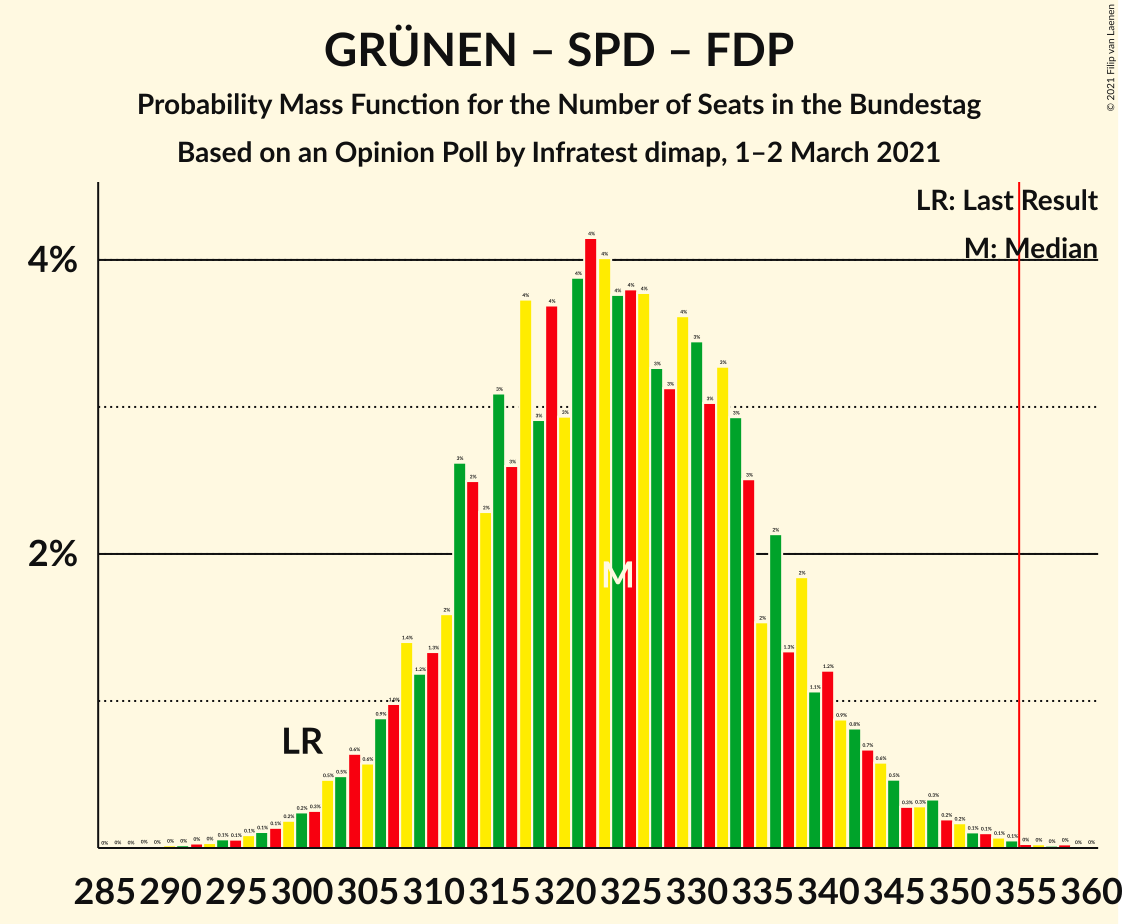 GRÜNEN – SPD – FDP
Probability Mass Function for the Number of Seats in the Bundestag
Based on an Opinion Poll by Infratest dimap, 1–2 March 2021
© 2021 Filip van Laenen
LR: Last Result
M: Median
4%
2%
LR
M
285 290 295 300 305 310 315 320 325 330 335 340 345 350 355 360